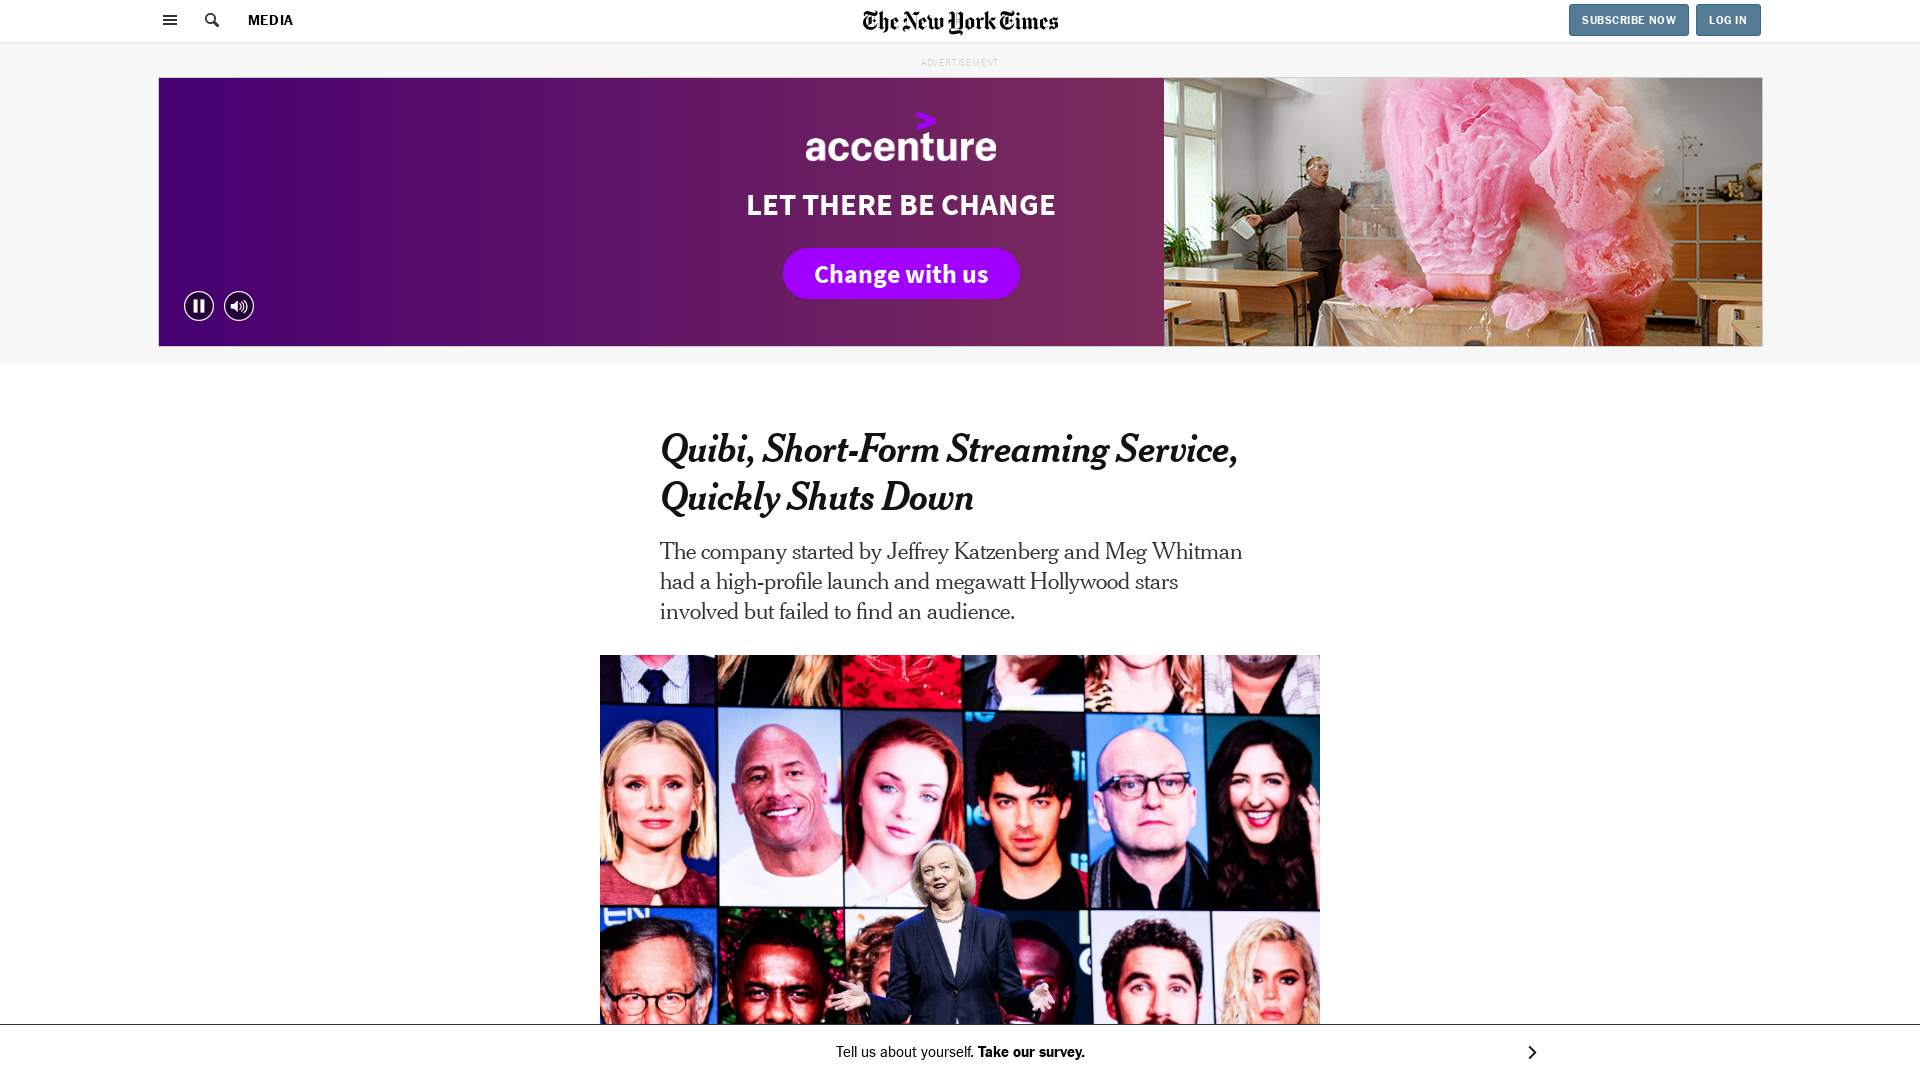 MEDIA
The New York Times
SUBSCRIBE NOW
LOG IN
ADVERTISEMENT
accenture
LET THERE BE CHANGE
Change with us
Quibi, Short-Form Streaming Service,
Quickly Shuts Down
The company started by Jeffrey Katzenberg and Meg Whitman
had a high-profile launch and megawatt Hollywood stars
involved but failed to find an audience.
Tell us about yourself. Take our survey.